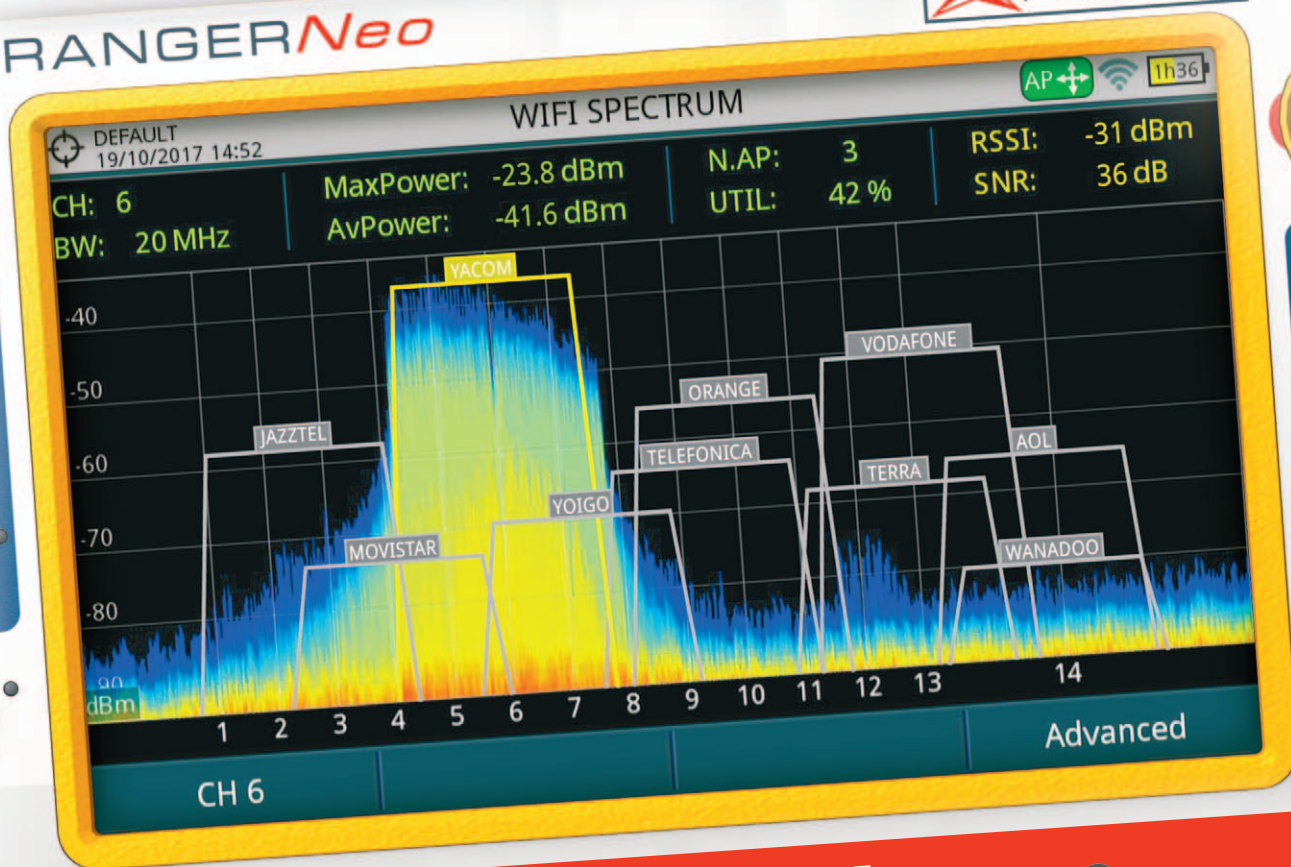 RANGERNeo
DEFAULT
19/10/2017 14:52
WIFI SPECTRUM
AP
1h36
CH: 6
BW: 20 MHz
MaxPower: -23.8 dBm
AvPower: -41.6 dBm
N.AP: 3
UTIL: 42 %
RSSI: -31 dBm
SNR: 36 dB
-40
-50
-60
-70
-80
-90
dBm
YACOM
VODAFONE
ORANGE
JAZZTEL
TELEFONICA
AOL
TERRA
YOIGO
MOVISTAR
WANADOO
1 2 3 4 5 6 7 8 9 10 11 12 13 14
CH 6
Advanced